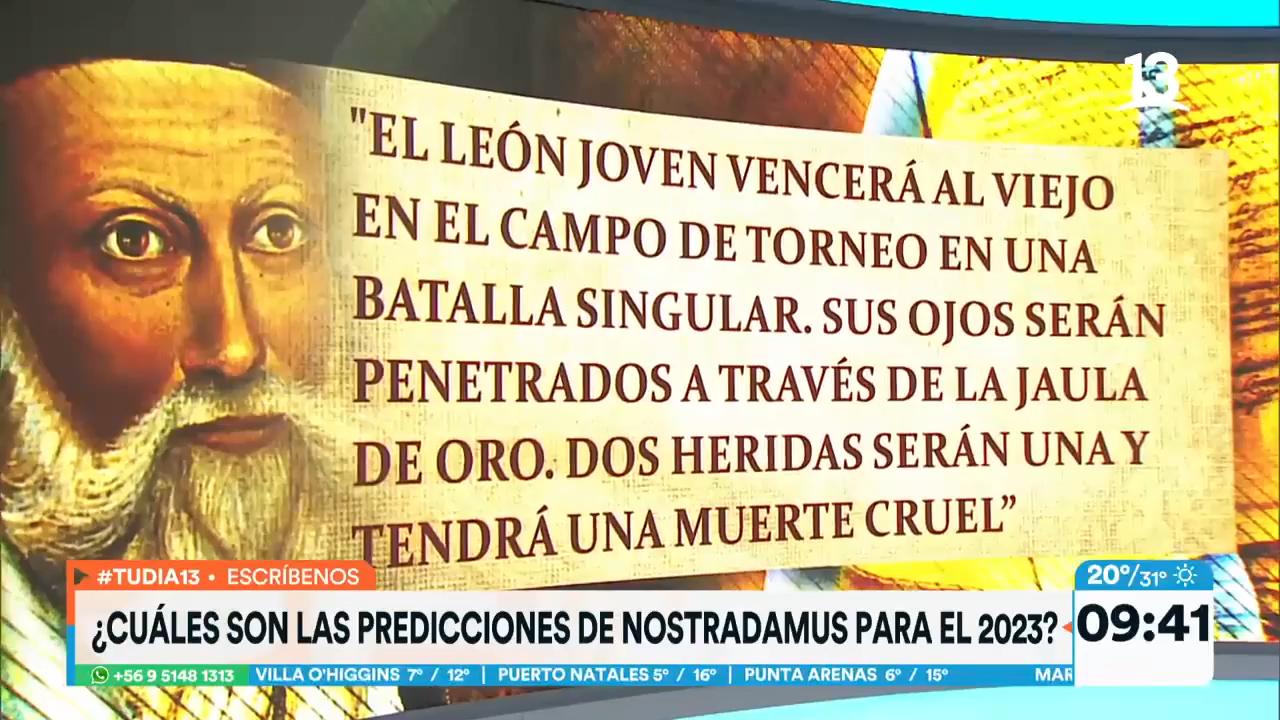 13
"EL LEÓN JOVEN VENCERÁ AL VIEJO
EN EL CAMPO DE TORNEO EN UNA
BATALLA SINGULAR. SUS OJOS SERÁN
PENETRADOS A TRAVÉS DE LA JAULA
DE ORO. DOS HERIDAS SERÁN UNA Y
TENDRÁ UNA MUERTE CRUEL”
#TUDIA13 • ESCRÍBENOS
20°/31°
¿CUÁLES SON LAS PREDICCIONES DE NOSTRADAMUS PARA EL 2023?
09:41
+56 9 5148 1313 VILLA O'HIGGINS 7° / 12° | PUERTO NATALES 5° / 16° | PUNTA ARENAS 6° / 15° MAR